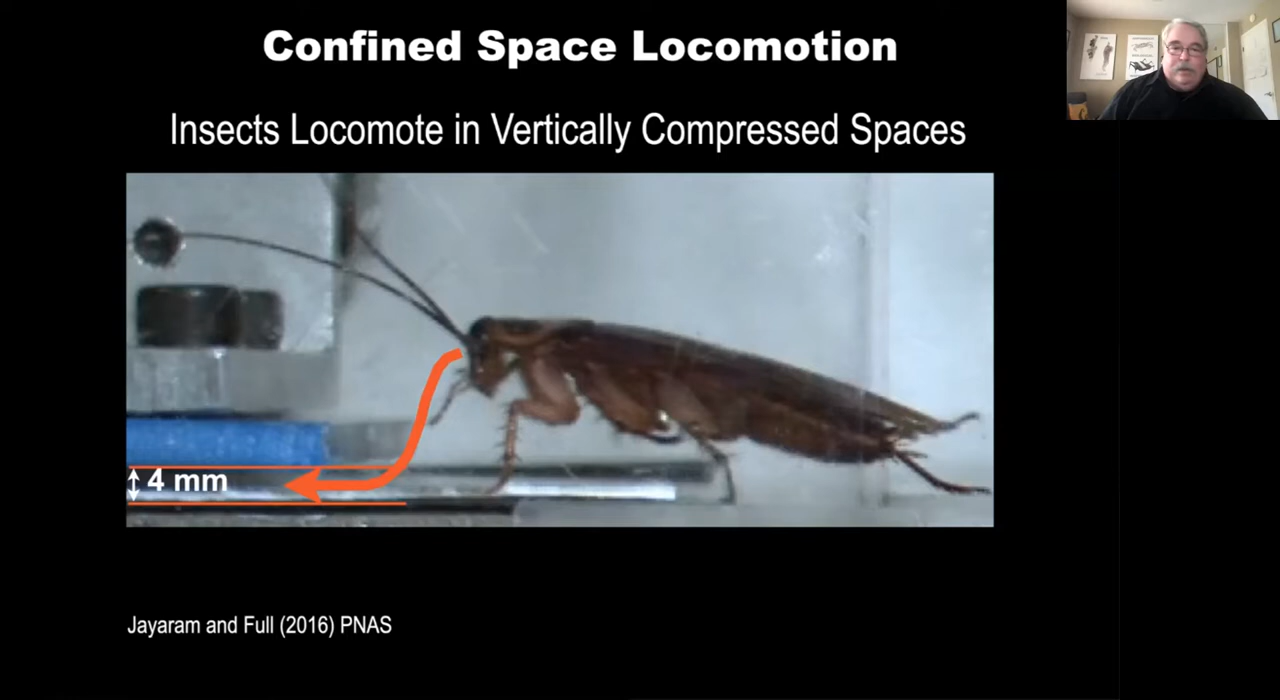 Confined Space Locomotion
Insects Locomote in Vertically Compressed Spaces
4 mm
Jayaram and Full (2016) PNAS